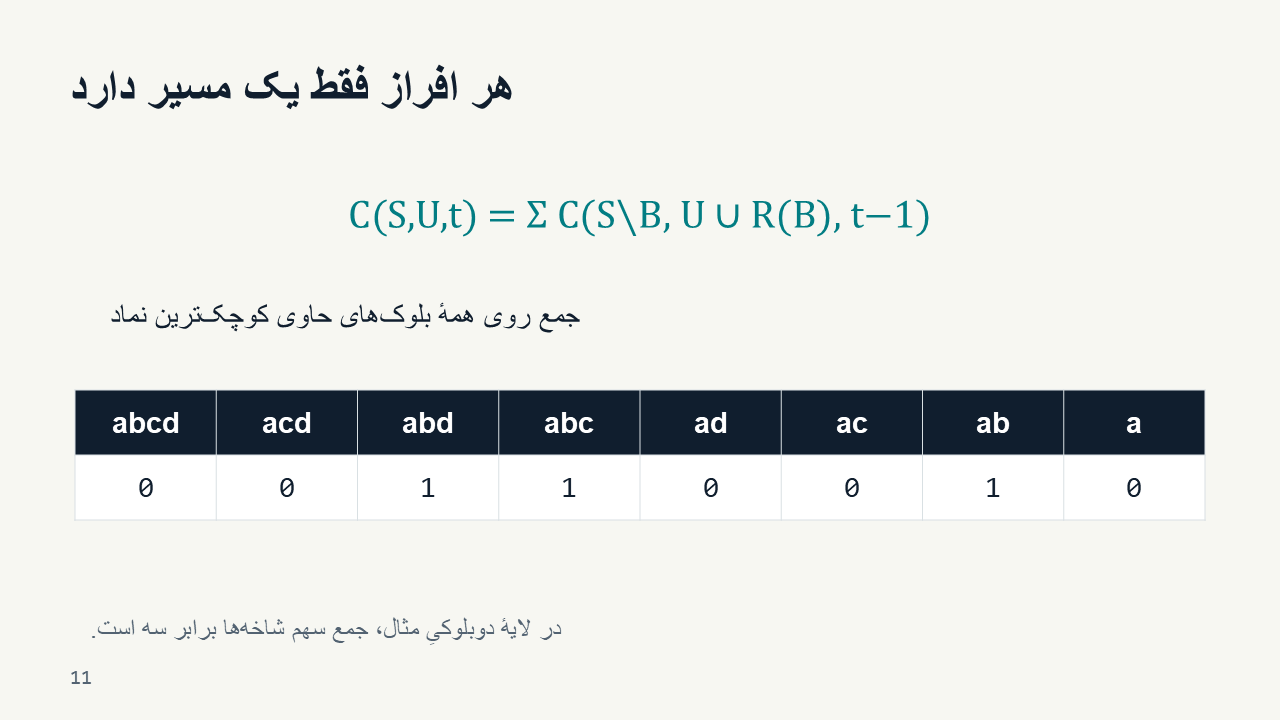 هر افراز فقط یک مسیر دارد
C(S,U,t) = Σ C(S\B, U ∪ R(B), t−1)
جمع روی همهٔ بلوک‌های حاوی کوچک‌ترین نماد
a ab ac ad abc abd acd abcd
0 1 0 0 1 1 0 0
در لایهٔ دوبلوکیِ مثال، جمع سهم شاخه‌ها برابر سه است.
11